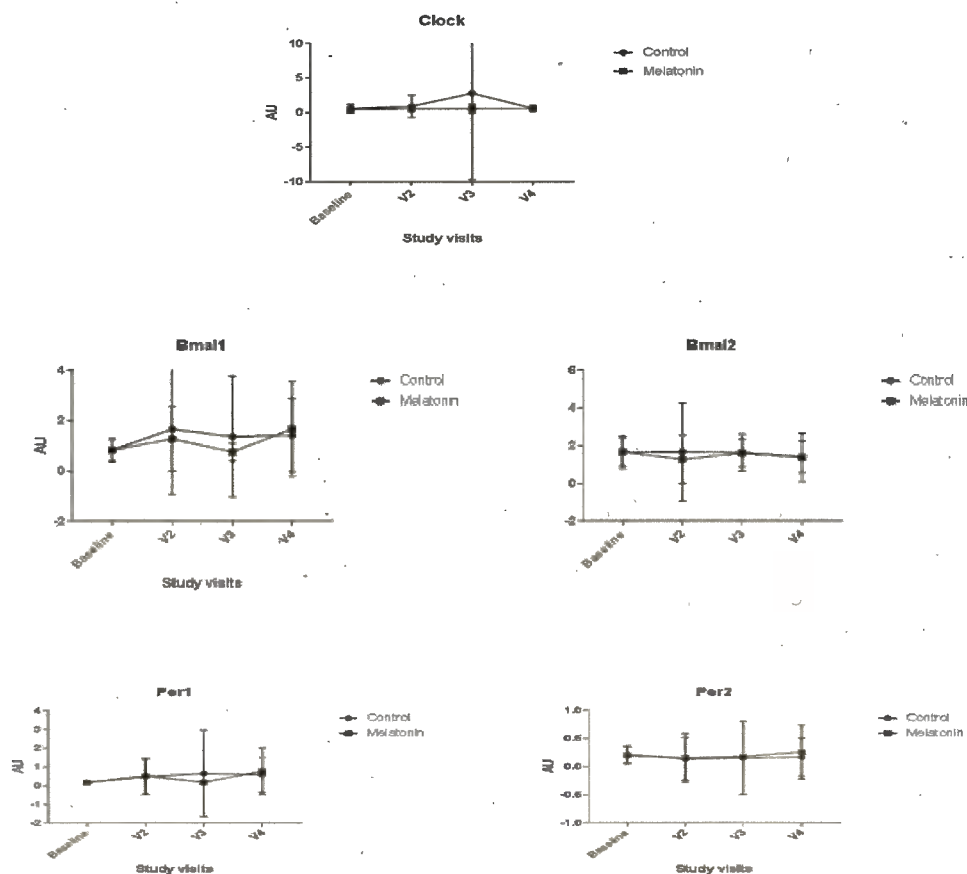 Clock
10
5
0
-5
-10
AU
Baseline
V2
V3
V4
Study visits
Control
Melatonin
Bmal1
4
2
0
-2
AU
Baseline
V2
V3
V4
Study visits
Control
Melatonin
Bmal2
6
4
2
0
-2
Baseline
V2
V3
V4
Control
Melatonin
Per1
4
3
2
1
0
-1
-2
AU
Baseline
V2
V3
V4
Study visits
Control
Melatonin
Per2
1.0
0.5
0.0
-0.5
-1.0
AU
Baseline
V2
V3
V4
Study visits
Control
Melatonin